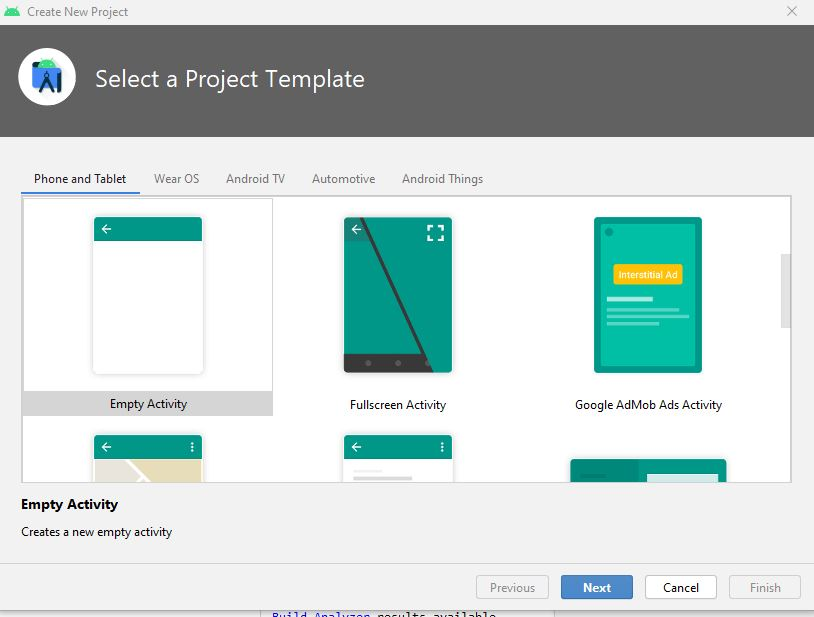 Create New Project
Select a Project Template
Phone and Tablet Wear OS Android TV Automotive Android Things
Interstitial Ad
Empty Activity Fullscreen Activity Google AdMob Ads Activity
Empty Activity
Creates a new empty activity
Previous Next Cancel Finish
Build Analyzer results available